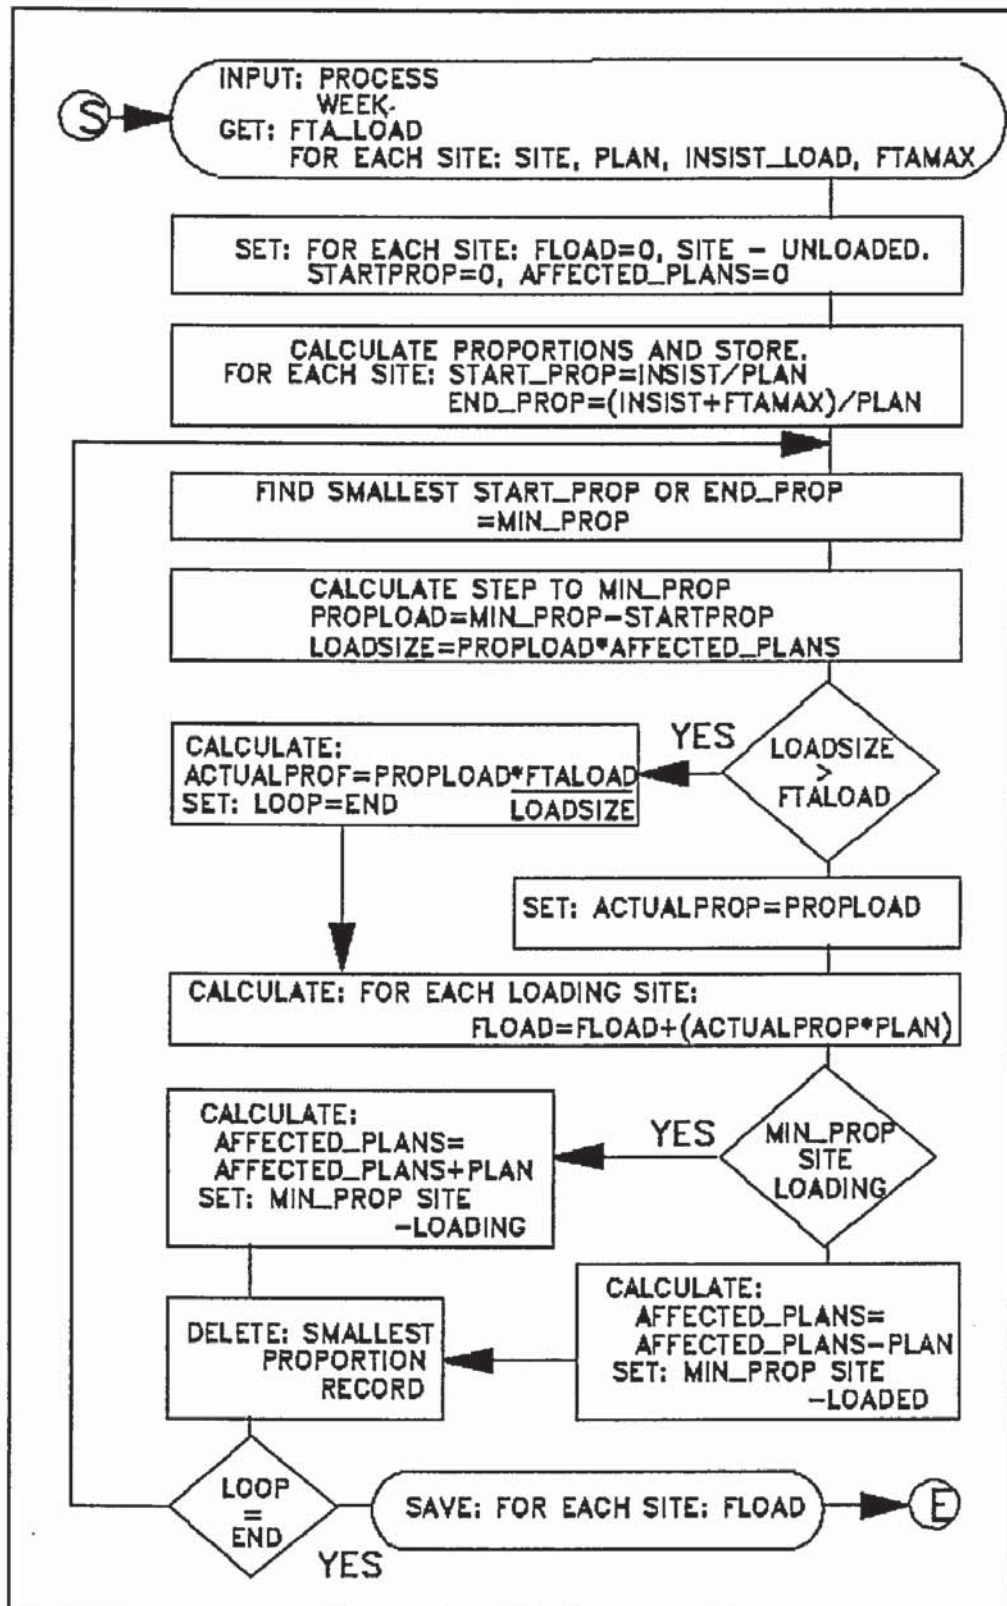 S
INPUT: PROCESS
WEEK.
GET: FTA_LOAD
FOR EACH SITE: SITE, PLAN, INSIST_LOAD, FTAMAX
SET: FOR EACH SITE: FLOAD=0, SITE - UNLOADED.
STARTPROP=0, AFFECTED_PLANS=0
CALCULATE PROPORTIONS AND STORE.
FOR EACH SITE: START_PROP=INSIST/PLAN
END_PROP=(INSIST+FTAMAX)/PLAN
FIND SMALLEST START_PROP OR END_PROP
=MIN_PROP
CALCULATE STEP TO MIN_PROP
PROPLOAD=MIN_PROP-STARTPROP
LOADSIZE=PROPLOAD*AFFECTED_PLANS
LOADSIZE
>
FTALOAD
YES
CALCULATE:
ACTUALPROF=PROPLOAD*FTALOAD
SET: LOOP=END LOADSIZE
SET: ACTUALPROP=PROPLOAD
CALCULATE: FOR EACH LOADING SITE:
FLOAD=FLOAD+(ACTUALPROP*PLAN)
MIN_PROP
SITE
LOADING
YES
CALCULATE:
AFFECTED_PLANS=
AFFECTED_PLANS+PLAN
SET: MIN_PROP SITE
-LOADING
CALCULATE:
AFFECTED_PLANS=
AFFECTED_PLANS-PLAN
SET: MIN_PROP SITE
-LOADED
DELETE: SMALLEST
PROPORTION
RECORD
LOOP
=
END
YES
SAVE: FOR EACH SITE: FLOAD
E